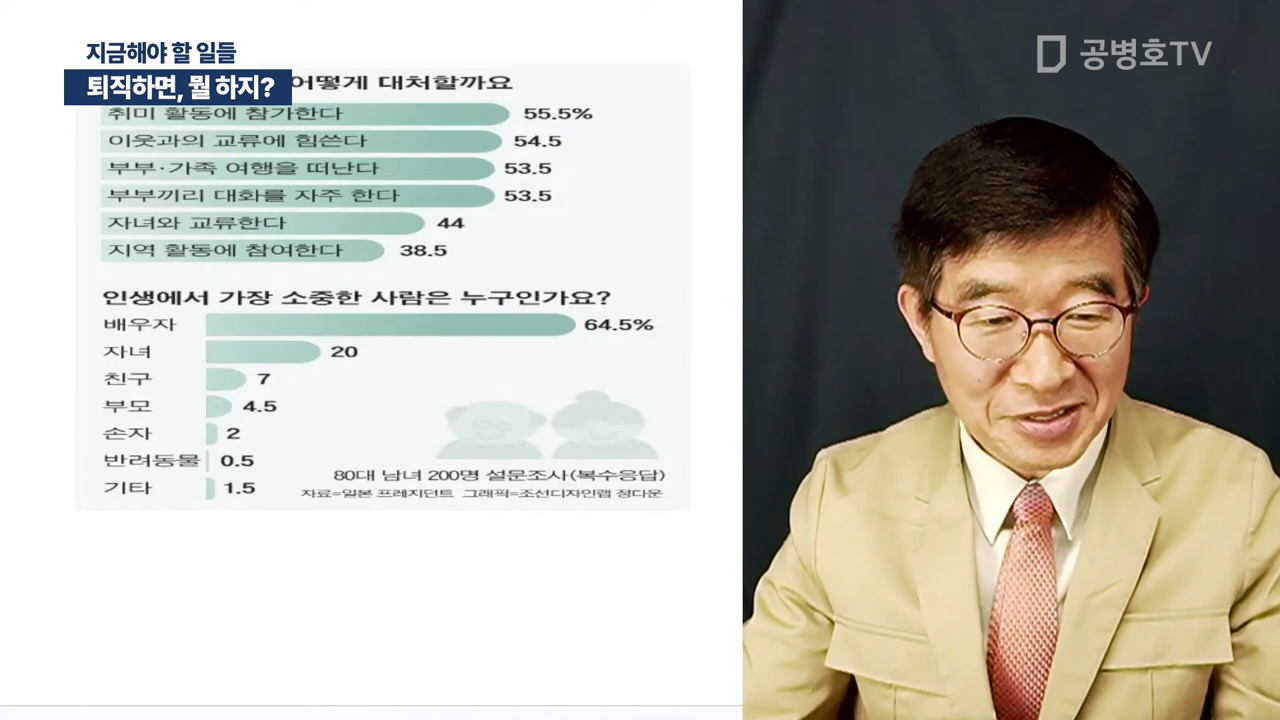 지금해야 할 일들
퇴직하면, 뭘 하지?
공병호TV
어떻게 대처할까요
취미 활동에 참가한다 55.5%
이웃과의 교류에 힘쓴다 54.5
부부·가족 여행을 떠난다 53.5
부부끼리 대화를 자주 한다 53.5
자녀와 교류한다 44
지역 활동에 참여한다 38.5
인생에서 가장 소중한 사람은 누구인가요?
배우자 64.5%
자녀 20
친구 7
부모 4.5
손자 2
반려동물 0.5
기타 1.5
80대 남녀 200명 설문조사(복수응답)
자료=일본 프레지던트 그래픽=조선디자인랩 정다운